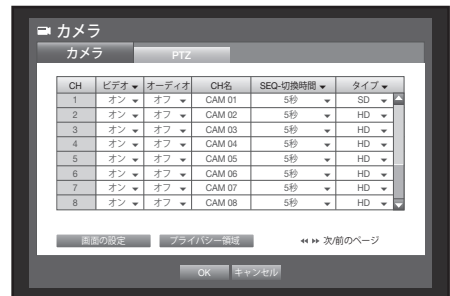 カメラ
カメラ PTZ
CH ビデオ オーディオ CH名 SEQ-切換時間 タイプ
1 オン オフ CAM 01 5秒 SD
2 オン オフ CAM 02 5秒 HD
3 オン オフ CAM 03 5秒 HD
4 オン オフ CAM 04 5秒 HD
5 オン オフ CAM 05 5秒 HD
6 オン オフ CAM 06 5秒 HD
7 オン オフ CAM 07 5秒 HD
8 オン オフ CAM 08 5秒 HD
画面の設定 プライバシー領域 次/前のページ
OK キャンセル